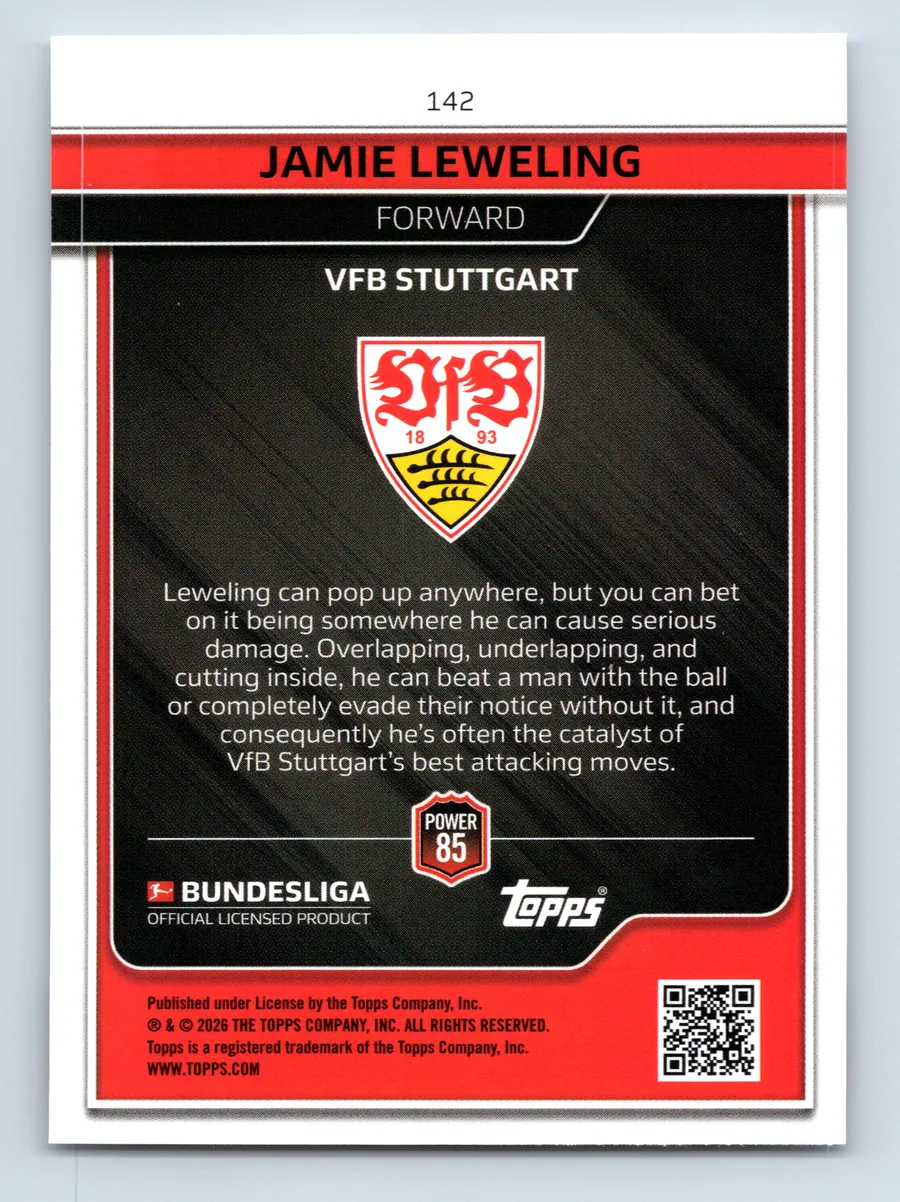 142
JAMIE LEWELING
FORWARD
VFB STUTTGART
VfB
18 93
Leweling can pop up anywhere, but you can bet
on it being somewhere he can cause serious
damage. Overlapping, underlapping, and
cutting inside, he can beat a man with the ball
or completely evade their notice without it, and
consequently he's often the catalyst of
VfB Stuttgart's best attacking moves.
POWER
85
BUNDESLIGA
OFFICIAL LICENSED PRODUCT
Topps®
Published under License by the Topps Company, Inc.
® & © 2026 THE TOPPS COMPANY, INC. ALL RIGHTS RESERVED.
Topps is a registered trademark of the Topps Company, Inc.
WWW.TOPPS.COM